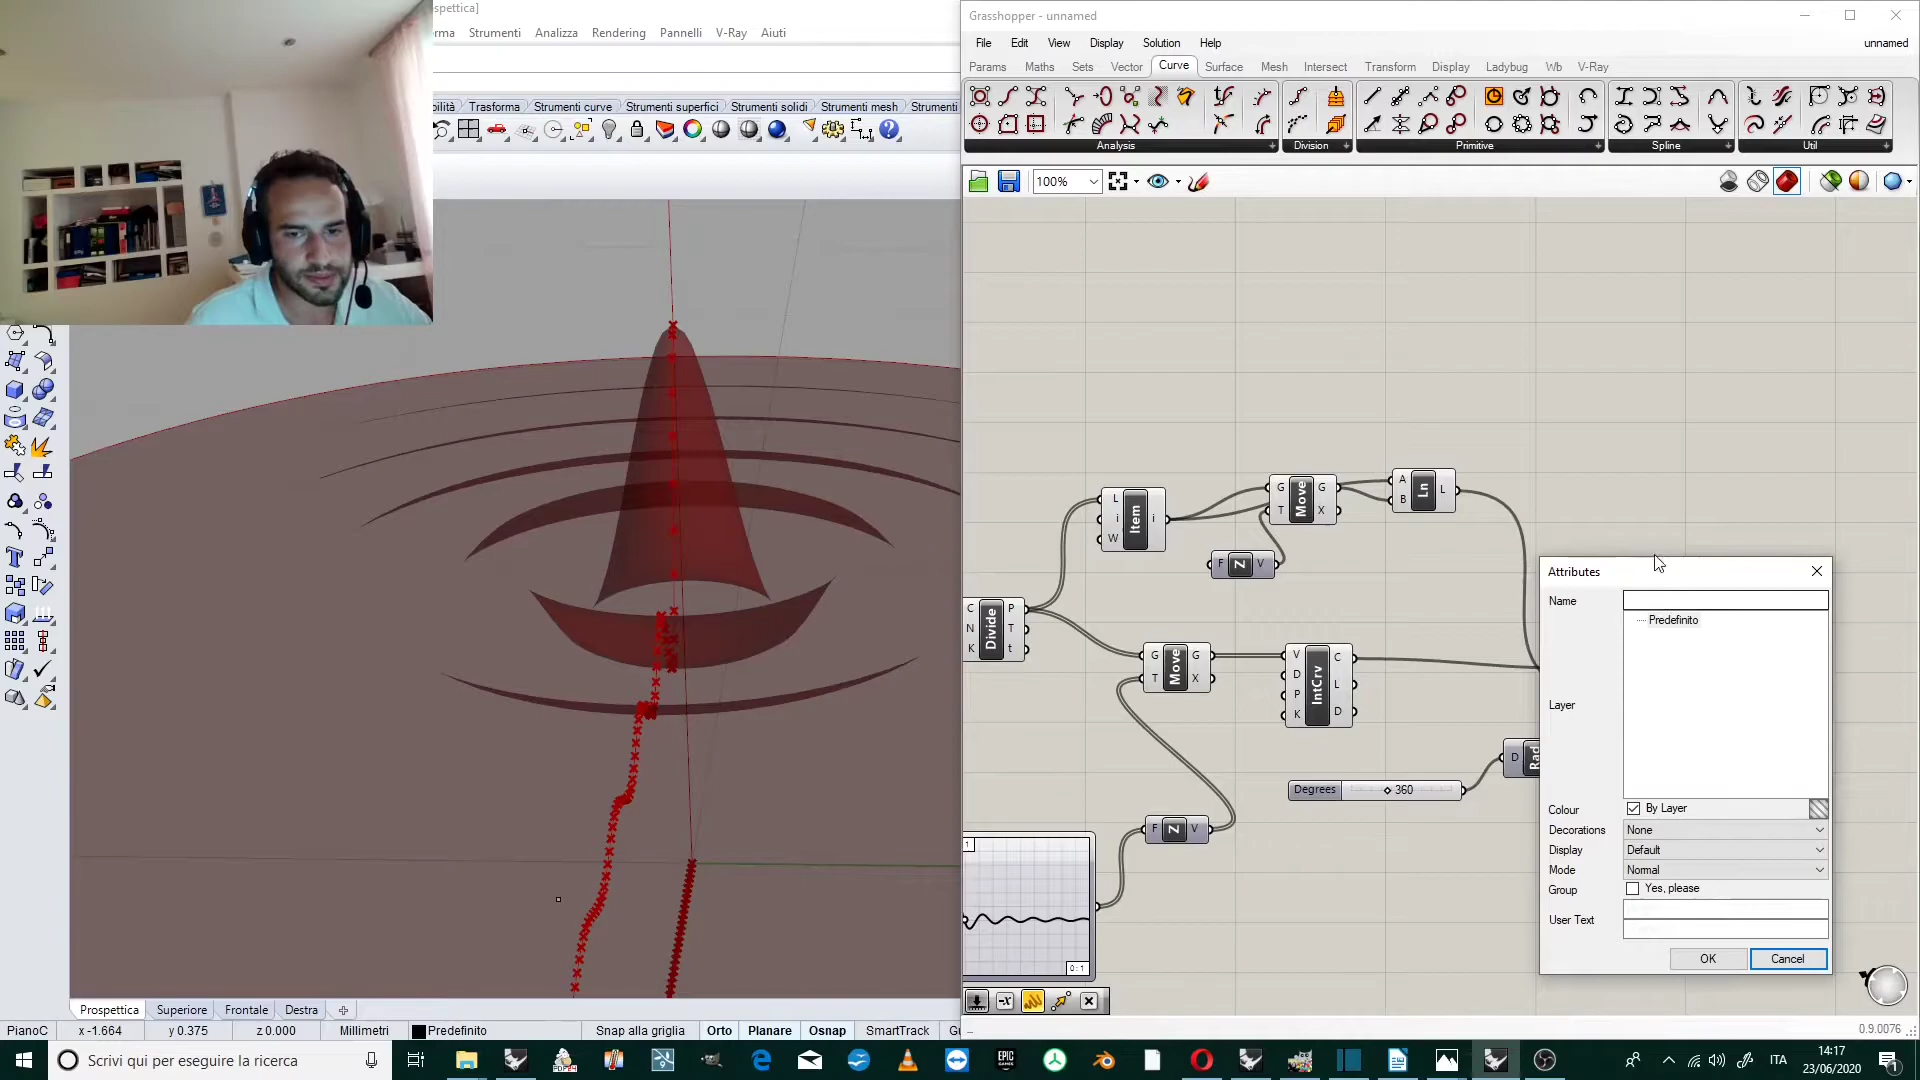 spettica]
Grasshopper - unnamed
rma Strumenti Analizza Rendering Pannelli V-Ray Aiuti
File Edit View Display Solution Help
unnamed
Params Maths Sets Vector Curve Surface Mesh Intersect Transform Display Ladybug Wb V-Ray
bilità Trasforma Strumenti curve Strumenti superfici Strumenti solidi Strumenti mesh Strumenti
Analysis Division Primitive Spline Util
100%
L i W Item i
G T Move G X
A B Ln L
F Z V
C N K Divide P T t
G T Move G X
V D P K IntCrv C L D
D Rad
Degrees 360
F Z V
1
0 : 1
Attributes
Name
Predefinito
Layer
Colour By Layer
Decorations None
Display Default
Mode Normal
Group Yes, please
User Text
OK Cancel
Prospettica Superiore Frontale Destra
PianoC x -1.664 y 0.375 z 0.000 Millimetri Predefinito Snap alla griglia Orto Planare Osnap SmartTrack
0.9.0076
Scrivi qui per eseguire la ricerca
ITA
14:17
23/06/2020